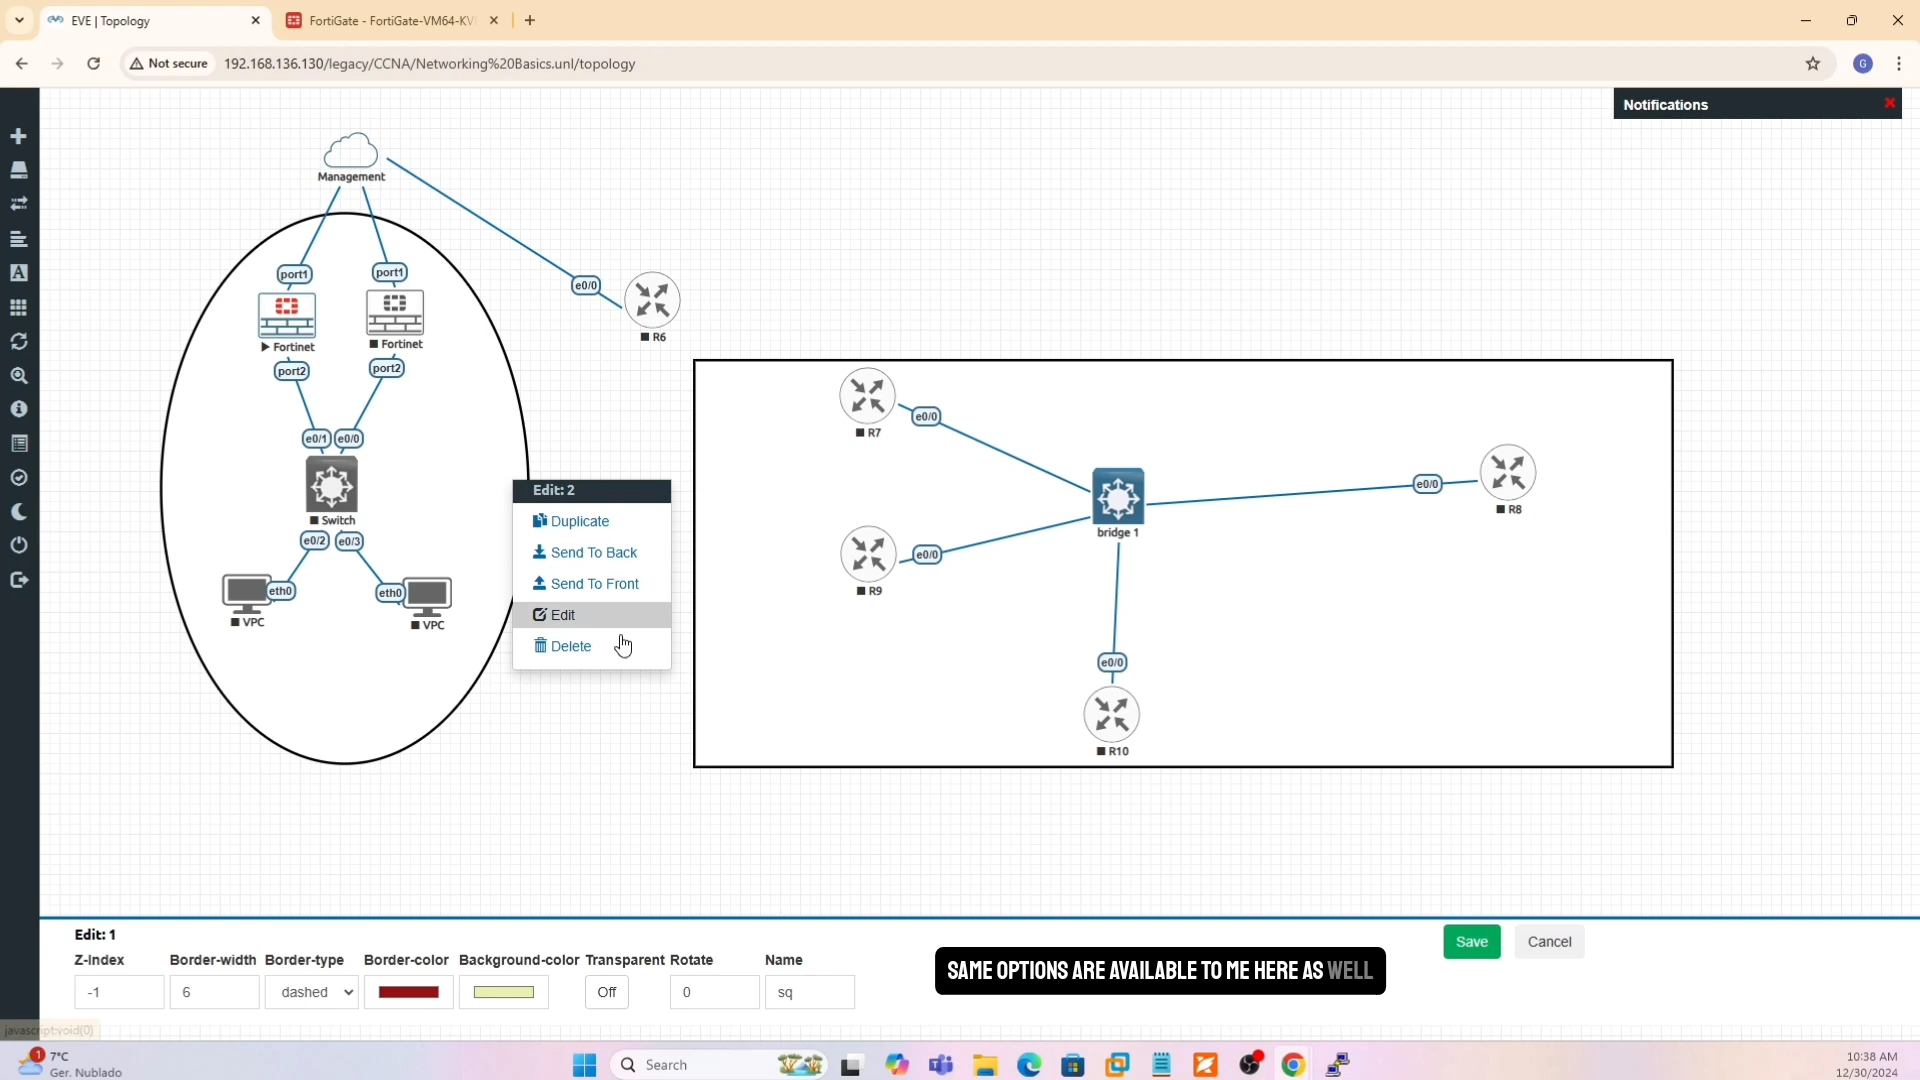 EVE | Topology
FortiGate - FortiGate-VM64-KV
Not secure
192.168.136.130/legacy/CCNA/Networking%20Basics.unl/topology
G
Notifications
Management
port1
port1
e0/0
Fortinet
Fortinet
R6
port2
port2
e0/0
R7
e0/1
e0/0
e0/0
R8
Edit: 2
Switch
Duplicate
bridge 1
e0/2
e0/3
Send To Back
e0/0
Send To Front
eth0
eth0
R9
Edit
VPC
VPC
Delete
e0/0
R10
Edit: 1
Save
Cancel
Z-Index
Border-width
Border-type
Border-color
Background-color
Transparent
Rotate
Name
-1
6
dashed
Off
0
sq
SAME OPTIONS ARE AVAILABLE TO ME HERE AS WELL
javascript:void(0)
1
7°C
Ger. Nublado
Search
10:38 AM
12/30/2024